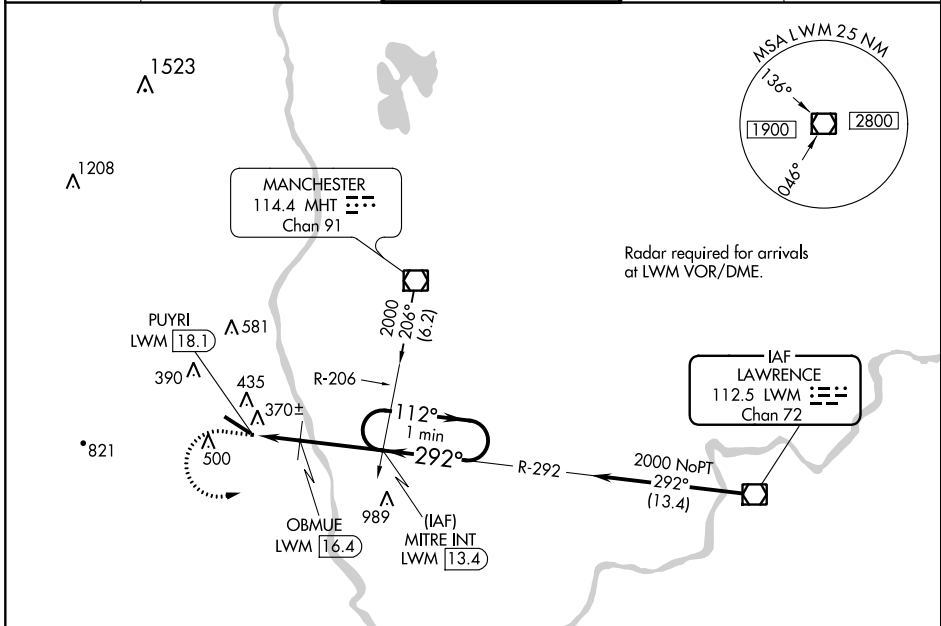 1523
1208
MANCHESTER
114.4 MHT
Chan 91
MSA LWM 25 NM
136°
1900
2800
046°
Radar required for arrivals
at LWM VOR/DME.
2000
206°
(6.2)
PUYRI
LWM 18.1
581
390
435
370±
R-206
112°
1 min
292°
R-292
2000 NoPT
292°
(13.4)
IAF
LAWRENCE
112.5 LWM
Chan 72
821
500
989
OBMUE
LWM 16.4
(IAF)
MITRE INT
LWM 13.4